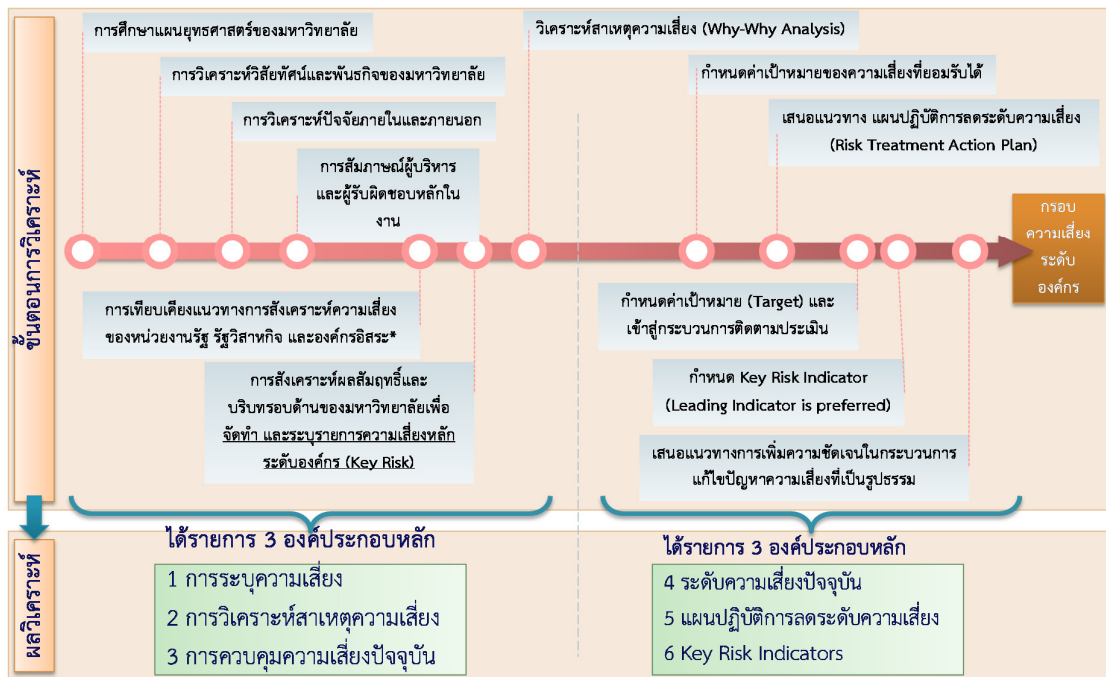 ขั้นตอนการวิเคราะห์
การศึกษาแผนยุทธศาสตร์ของมหาวิทยาลัย
การวิเคราะห์วิสัยทัศน์และพันธกิจของมหาวิทยาลัย
การวิเคราะห์ปัจจัยภายในและภายนอก
การสัมภาษณ์ผู้บริหาร
และผู้รับผิดชอบหลักใน
งาน
การเทียบเคียงแนวทางการสังเคราะห์ความเสี่ยง
ของหน่วยงานรัฐ รัฐวิสาหกิจ และองค์กรอิสระ*
การสังเคราะห์ผลสัมฤทธิ์และ
บริบทรอบด้านของมหาวิทยาลัยเพื่อ
จัดทำ และระบุรายการความเสี่ยงหลัก
ระดับองค์กร (Key Risk)
วิเคราะห์สาเหตุความเสี่ยง (Why-Why Analysis)
กำหนดค่าเป้าหมายของความเสี่ยงที่ยอมรับได้
เสนอแนวทาง แผนปฏิบัติการลดระดับความเสี่ยง
(Risk Treatment Action Plan)
กำหนดค่าเป้าหมาย (Target) และ
เข้าสู่กระบวนการติดตามประเมิน
กำหนด Key Risk Indicator
(Leading Indicator is preferred)
เสนอแนวทางการเพิ่มความชัดเจนในกระบวนการ
แก้ไขปัญหาความเสี่ยงที่เป็นรูปธรรม
กรอบ
ความเสี่ยง
ระดับ
องค์กร
ผลวิเคราะห์
ได้รายการ 3 องค์ประกอบหลัก
1 การระบุความเสี่ยง
2 การวิเคราะห์สาเหตุความเสี่ยง
3 การควบคุมความเสี่ยงปัจจุบัน
ได้รายการ 3 องค์ประกอบหลัก
4 ระดับความเสี่ยงปัจจุบัน
5 แผนปฏิบัติการลดระดับความเสี่ยง
6 Key Risk Indicators